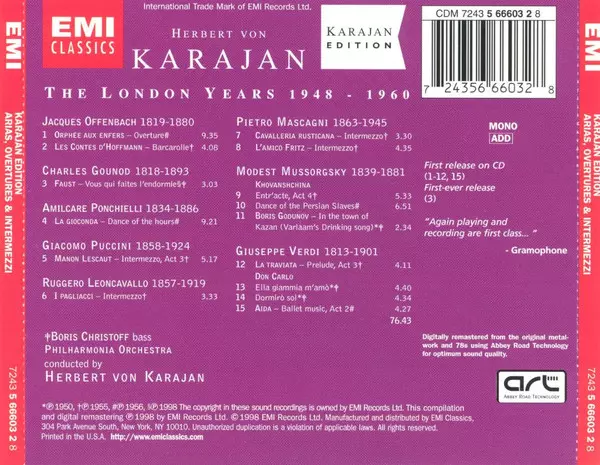 International Trade Mark of EMI Records Ltd.
EMI
CLASSICS
HERBERT VON
KARAJAN
KARAJAN
EDITION
CDM 7243 5 66603 2 8
7 24356 66032 8
THE LONDON YEARS 1948 - 1960
JACQUES OFFENBACH 1819-1880
1 ORPHÉE AUX ENFERS – Overture# 9.35
2 LES CONTES D'HOFFMANN – Barcarolle† 4.08
CHARLES GOUNOD 1818-1893
3 FAUST – Vous qui faites l'endormie§† 3.03
AMILCARE PONCHIELLI 1834-1886
4 LA GIOCONDA – Dance of the hours# 9.21
GIACOMO PUCCINI 1858-1924
5 MANON LESCAUT – Intermezzo, Act 3† 5.17
RUGGERO LEONCAVALLO 1857-1919
6 I PAGLIACCI – Intermezzo† 3.33
†BORIS CHRISTOFF bass
PHILHARMONIA ORCHESTRA
conducted by
HERBERT VON KARAJAN
PIETRO MASCAGNI 1863-1945
7 CAVALLERIA RUSTICANA – Intermezzo† 3.30
8 L'AMICO FRITZ – Intermezzo† 4.35
MODEST MUSSORGSKY 1839-1881
KHOVANSHCHINA
9 Entr'acte, Act 4† 5.33
10 Dance of the Persian Slaves# 6.51
11 BORIS GODUNOV – In the town of
Kazan (Varlaam's Drinking song)*† 2.34
GIUSEPPE VERDI 1813-1901
12 LA TRAVIATA – Prelude, Act 3† 4.11
DON CARLO
13 Ella giammia m'amò*† 4.40
14 Dormirò sol*† 4.34
15 AIDA – Ballet music, Act 2# 4.27
76.43
MONO
ADD
First release on CD
(1-12, 15)
First-ever release
(3)
"Again playing and
recording are first class..."
- Gramophone
Digitally remastered from the original metal-
work and 78s using Abbey Road Technology
for optimum sound quality.
art
ABBEY ROAD TECHNOLOGY
*℗ 1950, †℗ 1955, #℗ 1956, §℗ 1998 The copyright in these sound recordings is owned by EMI Records Ltd. This compilation
and digital remastering ℗ 1998 EMI Records Ltd. © 1998 EMI Records Ltd. Manufactured and distributed by EMI Classics,
304 Park Avenue South, New York, NY 10010. Unauthorized duplication is a violation of applicable laws. All rights reserved.
Printed in the U.S.A. http://www.emiclassics.com
EMI
KARAJAN EDITION
ARIAS, OVERTURES & INTERMEZZI
7243 5 66603 2 8
EMI
KARAJAN EDITION
ARIAS, OVERTURES & INTERMEZZI
7243 5 66603 2 8